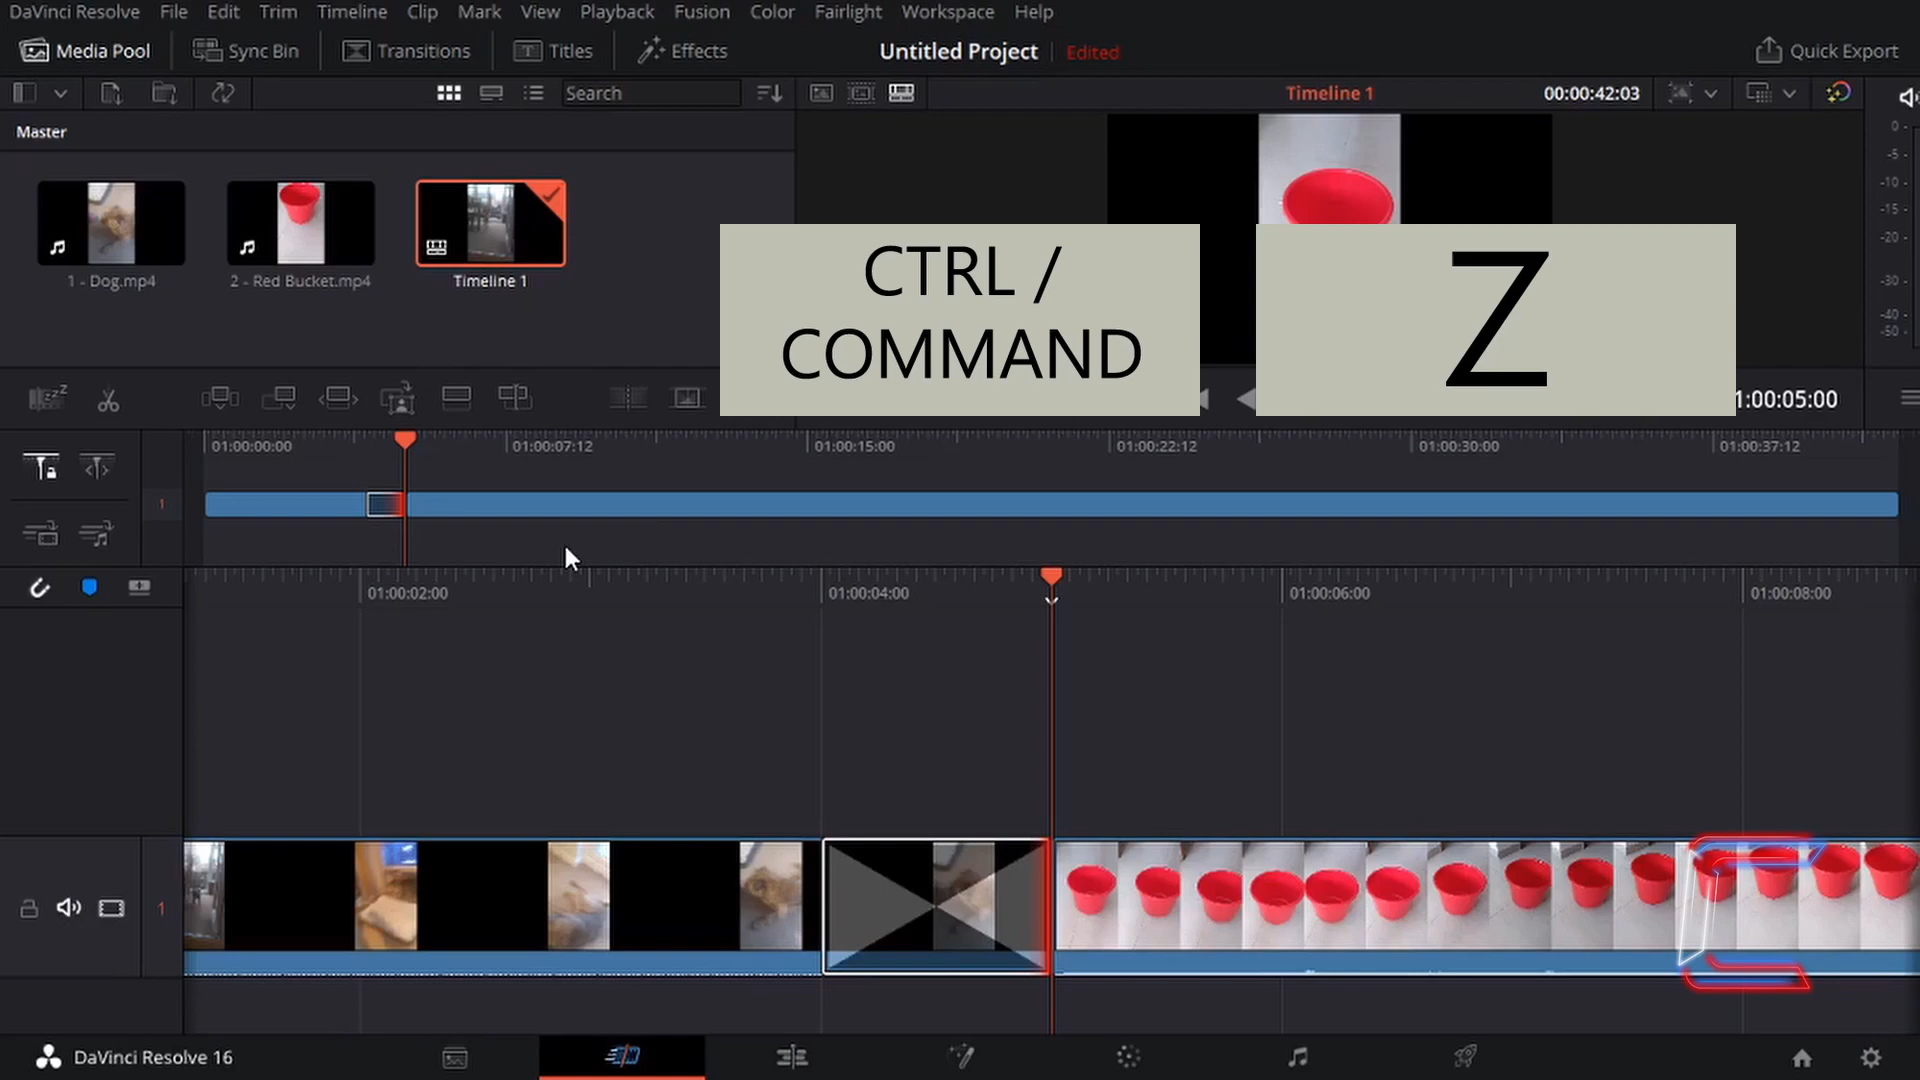 DaVinci Resolve File Edit Trim Timeline Clip Mark View Playback Fusion Color Fairlight Workspace Help
Media Pool Sync Bin Transitions Titles Effects Untitled Project Edited Quick Export
Search Timeline 1 00:00:42:03
Master
1 - Dog.mp4 2 - Red Bucket.mp4 Timeline 1
0 -
-5 -
-10 -
-15 -
-20 -
-30 -
-40 -
-50 -
CTRL /
COMMAND
Z
1:00:05:00
01:00:00:00 01:00:07:12 01:00:15:00 01:00:22:12 01:00:30:00 01:00:37:12
1
01:00:02:00 01:00:04:00 01:00:06:00 01:00:08:00
1
DaVinci Resolve 16